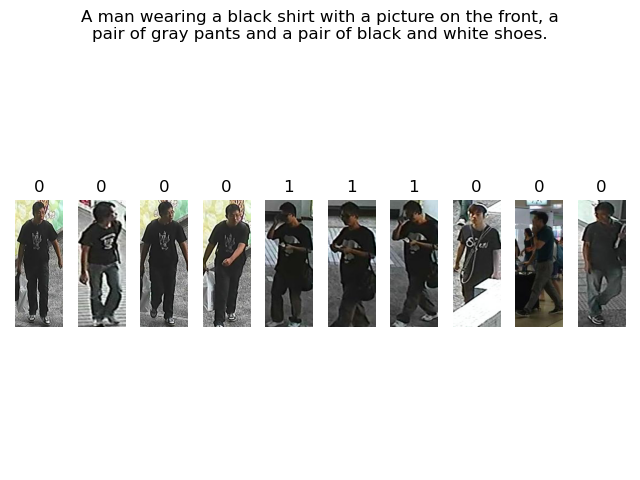 A man wearing a black shirt with a picture on the front, a
pair of gray pants and a pair of black and white shoes.
0 0 0 0 1 1 1 0 0 0